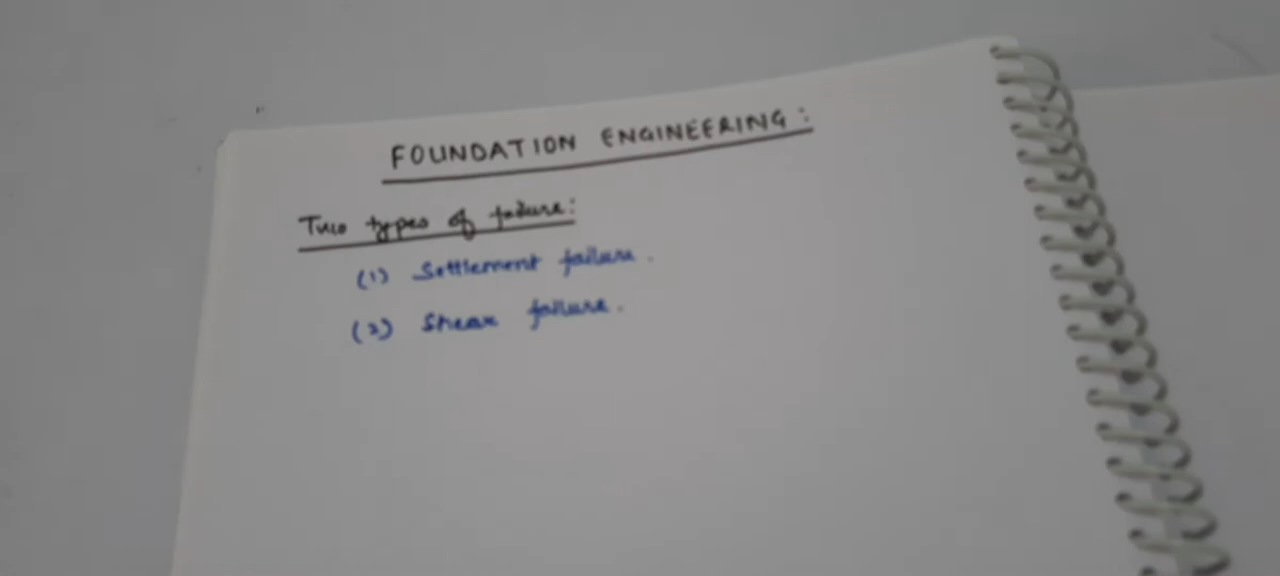 FOUNDATION ENGINEERING:
Two types of failure:
(1) Settlement failure.
(2) Shear failure.